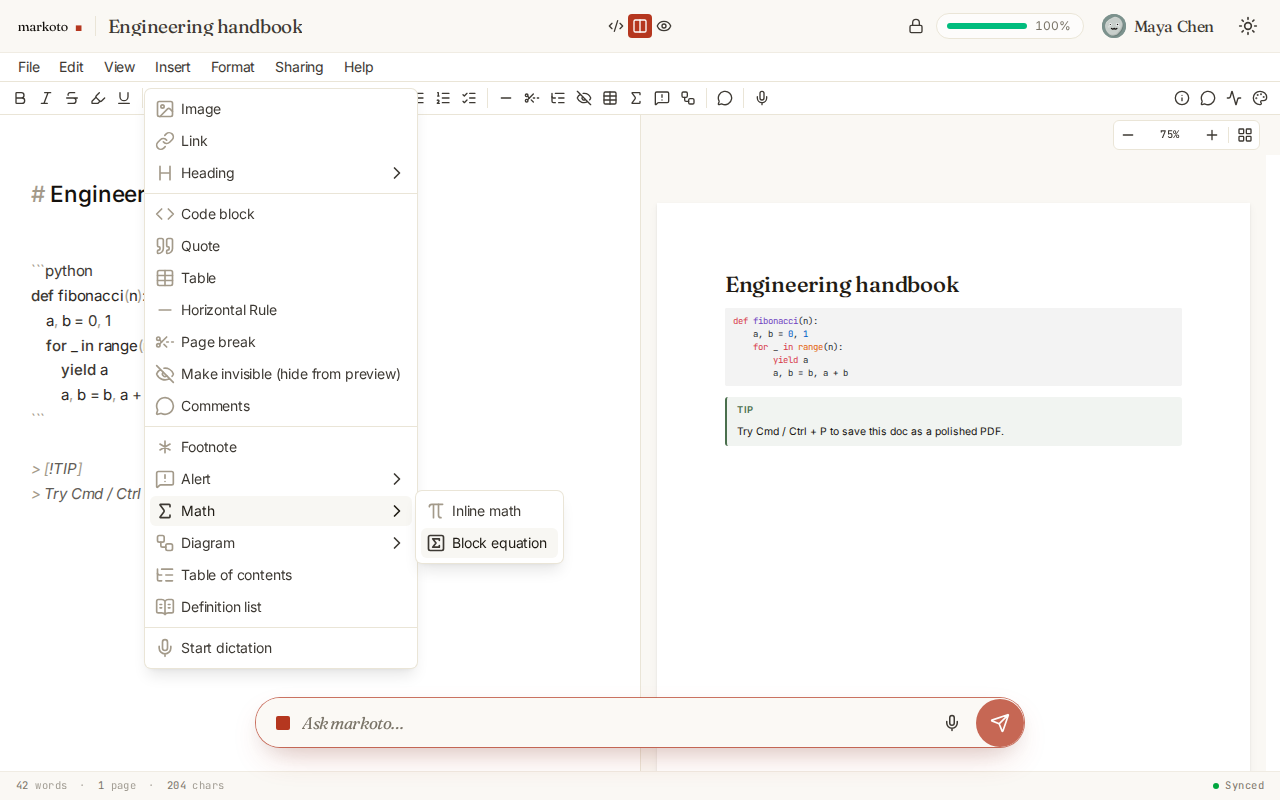 markoto
Engineering handbook
100%
Maya Chen
File Edit View Insert Format Sharing Help
75%
# Engineer
```python
def fibonacci(n):
a, b = 0, 1
for _ in range(
yield a
a, b = b, a +
```
> [!TIP]
> Try Cmd / Ctrl
Image
Link
Heading
Code block
Quote
Table
Horizontal Rule
Page break
Make invisible (hide from preview)
Comments
Footnote
Alert
Math
Diagram
Table of contents
Definition list
Start dictation
Inline math
Block equation
Engineering handbook
def fibonacci(n):
a, b = 0, 1
for _ in range(n):
yield a
a, b = b, a + b
TIP
Try Cmd / Ctrl + P to save this doc as a polished PDF.
Ask markoto...
42 words · 1 page · 204 chars
Synced